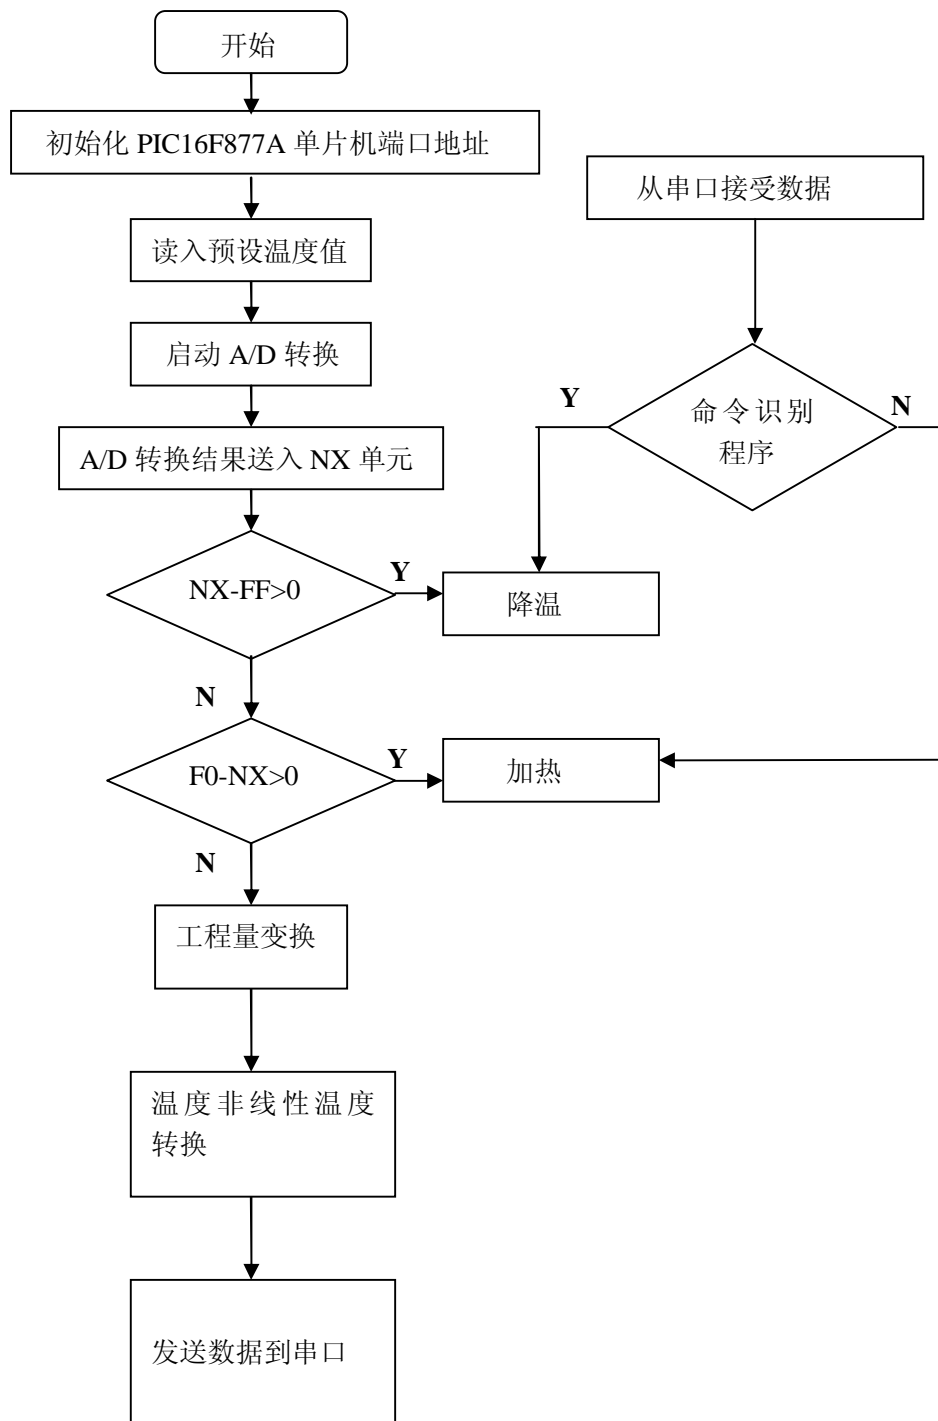 开始
初始化 PIC16F877A 单片机端口地址
从串口接受数据
读入预设温度值
启动 A/D 转换
Y
命令识别
程序
N
A/D 转换结果送入 NX 单元
NX-FF>0
Y
降温
N
F0-NX>0
Y
加热
N
工程量变换
温度非线性温度
转换
发送数据到串口